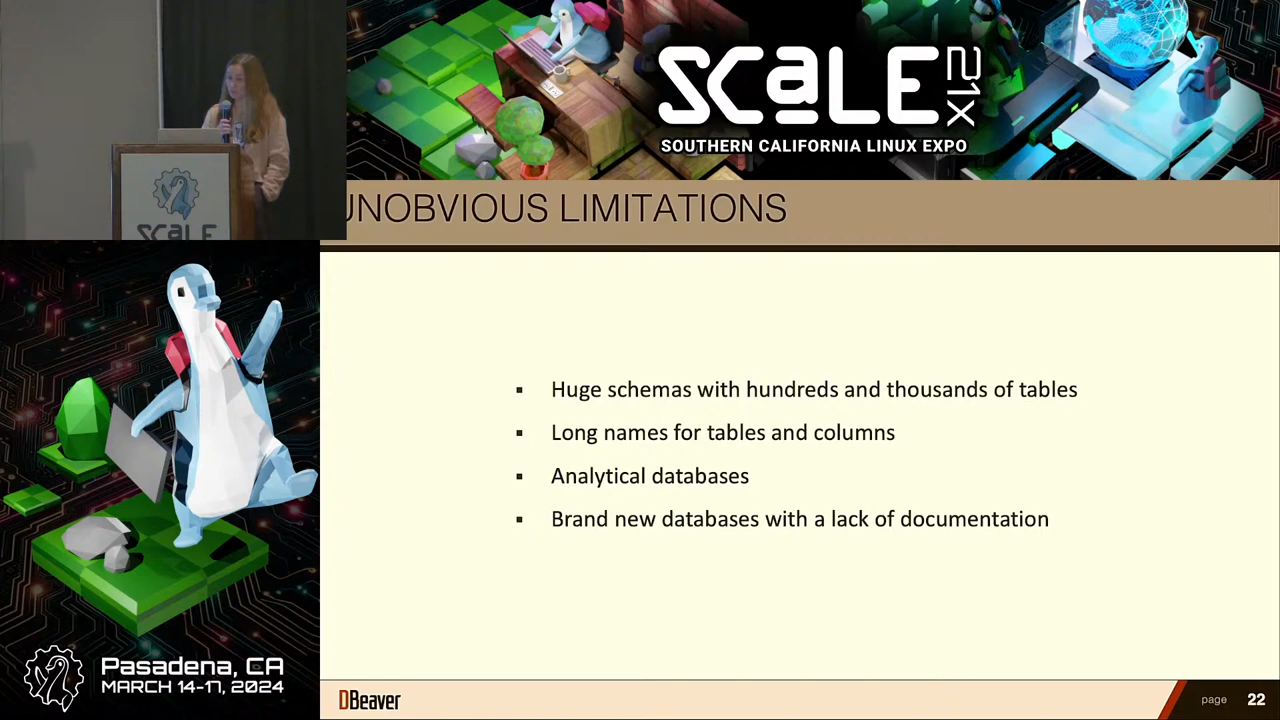 SCaLE 21X
SOUTHERN CALIFORNIA LINUX EXPO
SCaLE
UNOBVIOUS LIMITATIONS
▪ Huge schemas with hundreds and thousands of tables
▪ Long names for tables and columns
▪ Analytical databases
▪ Brand new databases with a lack of documentation
Pasadena, CA
MARCH 14-17, 2024
DBeaver
page 22